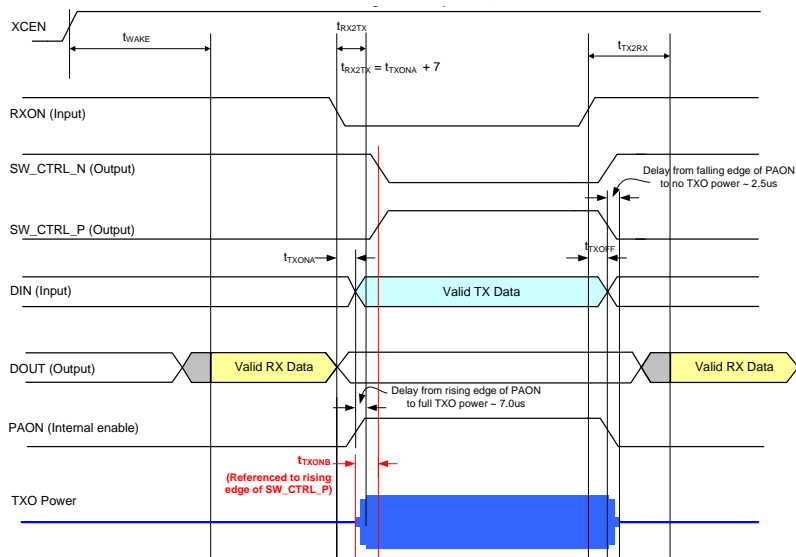 XCEN
tWAKE
tRX2TX
tRX2TX = tTXONA + 7
tTX2RX
RXON (Input)
SW_CTRL_N (Output)
Delay from falling edge of PAON
to no TXO power ~ 2.5us
SW_CTRL_P (Output)
tTXONA
tTXOFF
DIN (Input)
Valid TX Data
DOUT (Output)
Valid RX Data
Valid RX Data
Delay from rising edge of PAON
to full TXO power ~ 7.0us
PAON (Internal enable)
tTXONB
(Referenced to rising
edge of SW_CTRL_P)
TXO Power